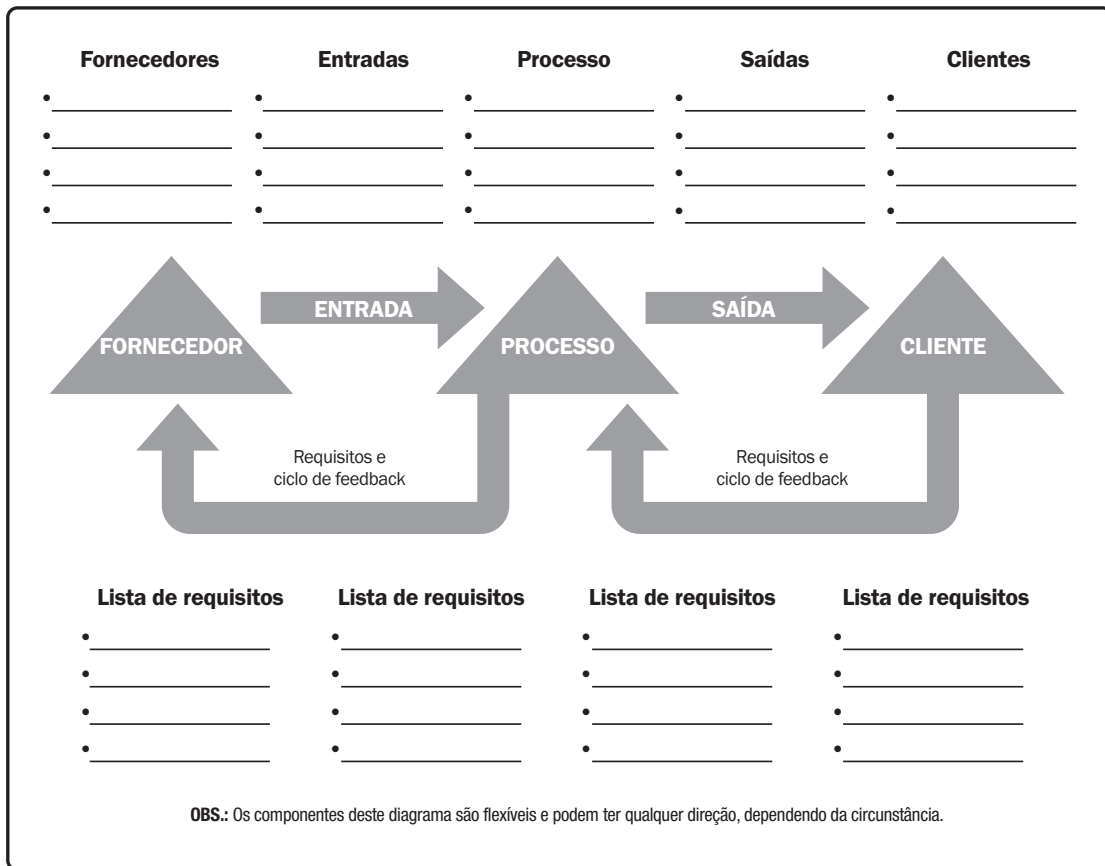 Fornecedores Entradas Processo Saídas Clientes
ENTRADA SAÍDA
FORNECEDOR PROCESSO CLIENTE
Requisitos e
ciclo de feedback
Requisitos e
ciclo de feedback
Lista de requisitos Lista de requisitos Lista de requisitos Lista de requisitos
OBS.: Os componentes deste diagrama são flexíveis e podem ter qualquer direção, dependendo da circunstância.